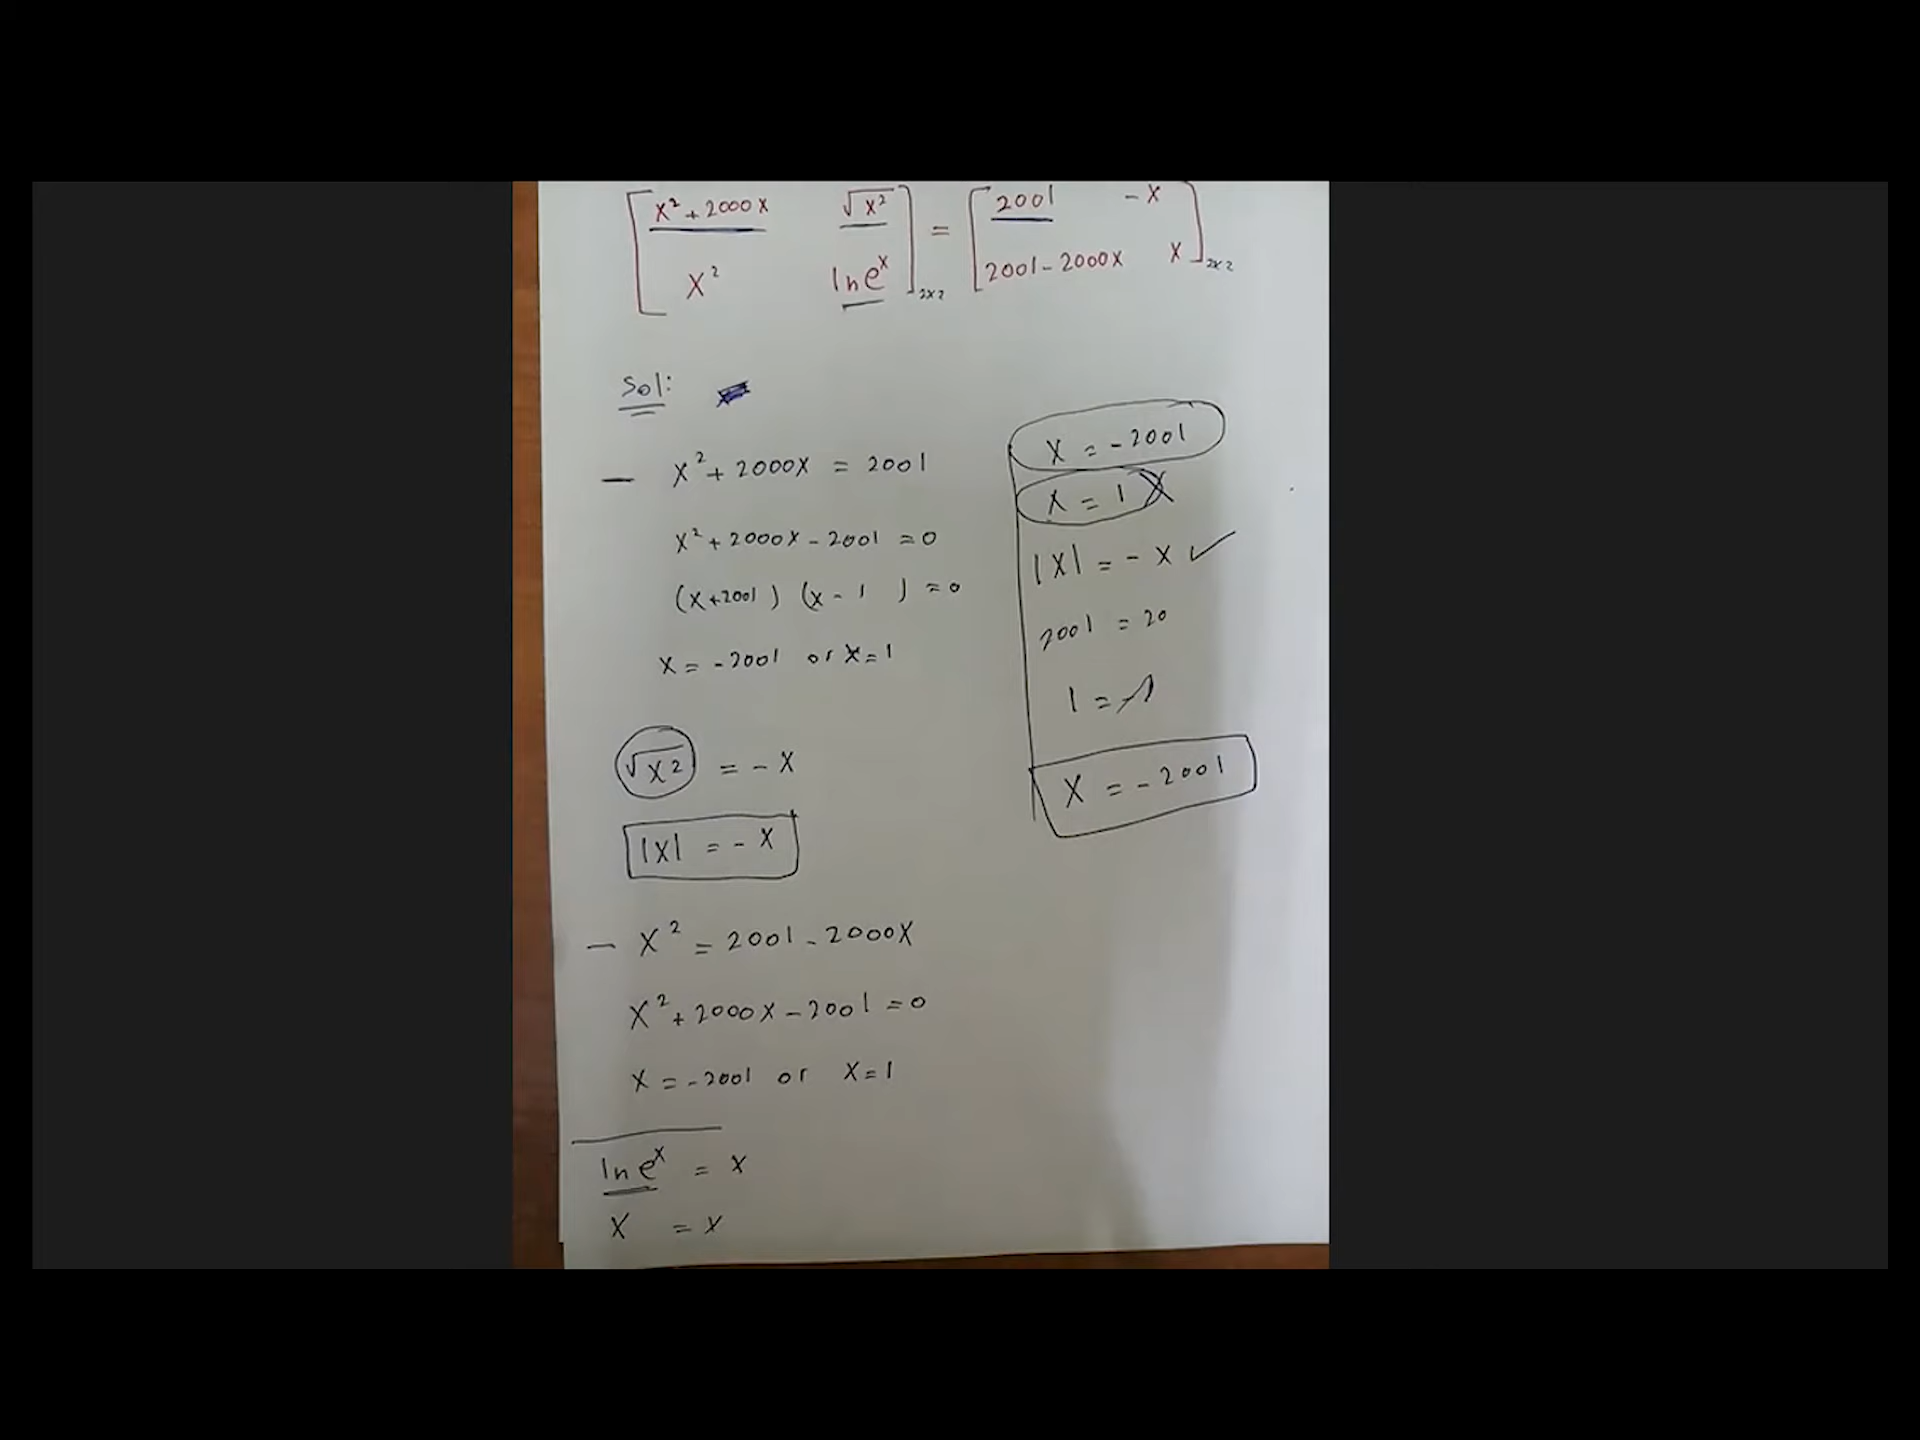 x² + 2000x √x² = 2001 -x
x² ln eˣ 2x2 2001 - 2000x x 2x2
Sol:
— x² + 2000x = 2001
x² + 2000x - 2001 = 0
(x + 2001) (x - 1) = 0
x = -2001 or x = 1
√x² = -x
|x| = -x
— x² = 2001 - 2000x
x² + 2000x - 2001 = 0
x = -2001 or x = 1
ln eˣ = x
x = x
x = -2001
x = 1 X
|x| = -x ✓
2001 = 20
1 = -1
x = -2001